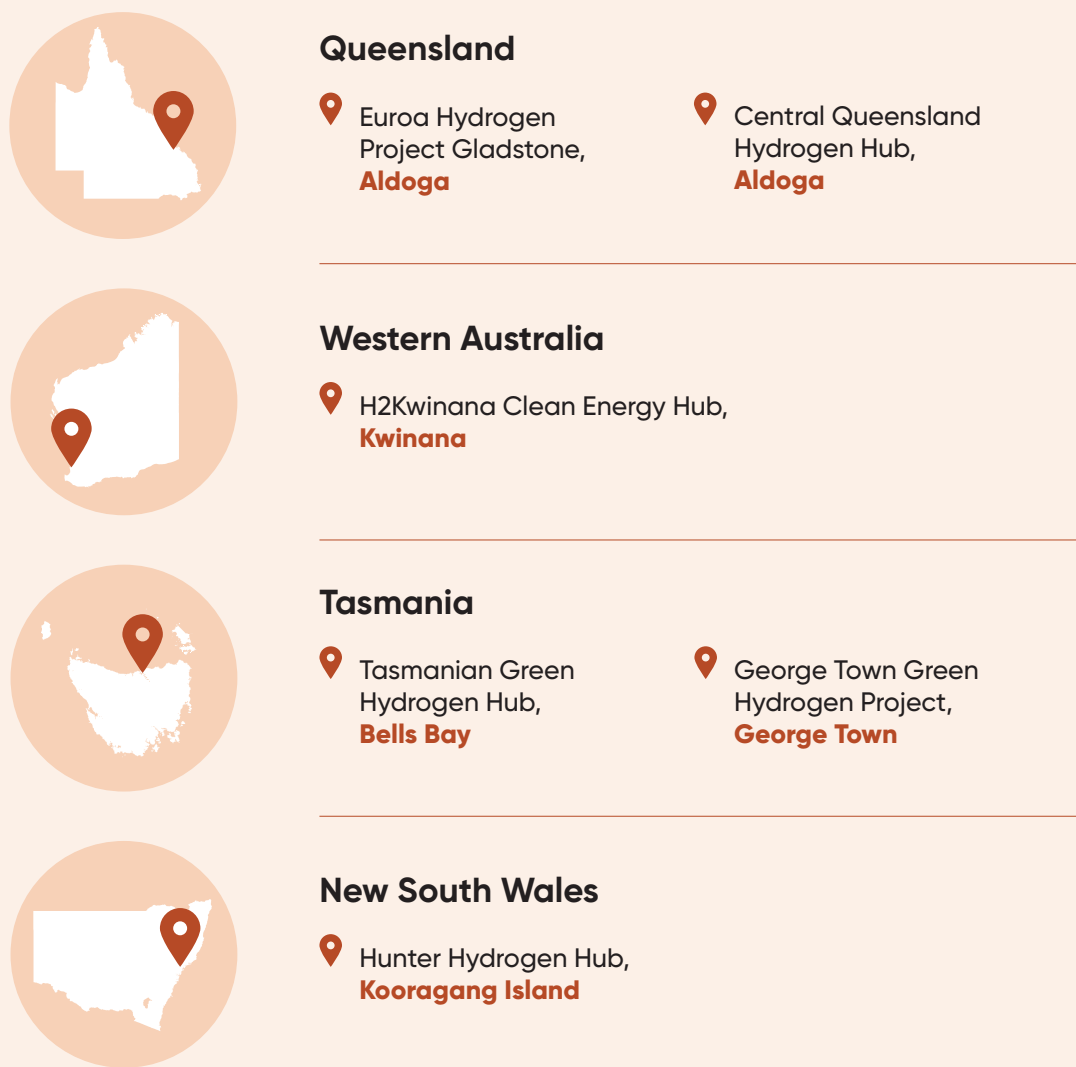 Queensland
Euroa Hydrogen
Project Gladstone,
Aldoga
Central Queensland
Hydrogen Hub,
Aldoga
Western Australia
H2Kwinana Clean Energy Hub,
Kwinana
Tasmania
Tasmanian Green
Hydrogen Hub,
Bells Bay
George Town Green
Hydrogen Project,
George Town
New South Wales
Hunter Hydrogen Hub,
Kooragang Island